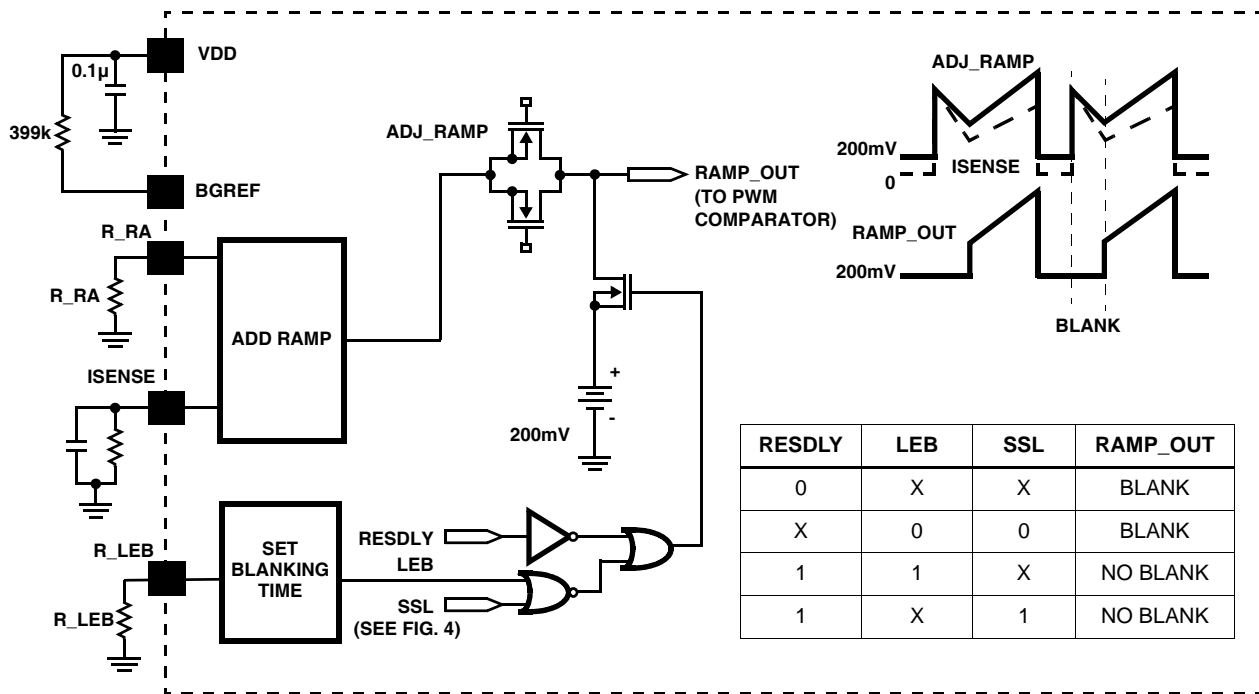 VDD
0.1µ
399k
BGREF
R_RA
R_RA
ADD RAMP
ISENSE
R_LEB
R_LEB
SET
BLANKING
TIME
ADJ_RAMP
RAMP_OUT
(TO PWM
COMPARATOR)
+
-
200mV
RESDLY
LEB
SSL
(SEE FIG. 4)
ADJ_RAMP
200mV
ISENSE
0
RAMP_OUT
200mV
BLANK
RESDLY LEB SSL RAMP_OUT
0 X X BLANK
X 0 0 BLANK
1 1 X NO BLANK
1 X 1 NO BLANK